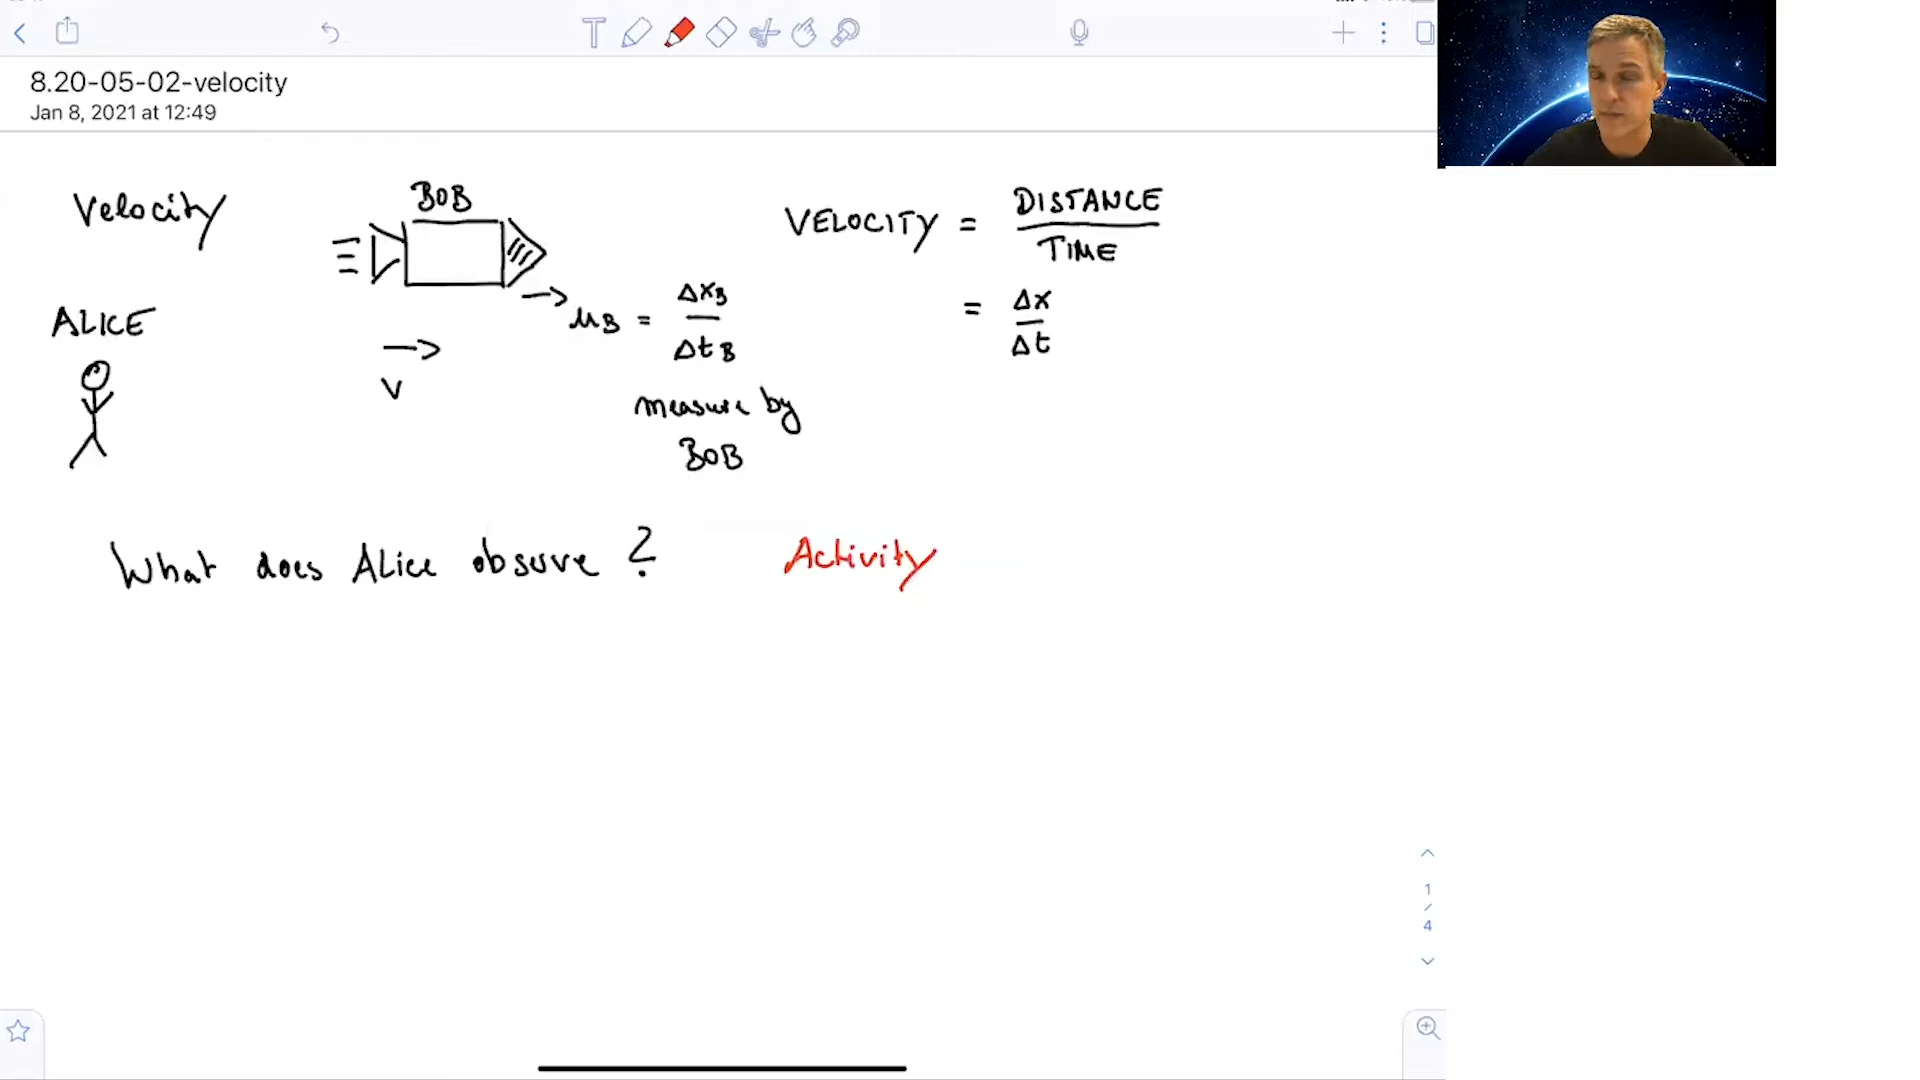 8.20-05-02-velocity
Jan 8, 2021 at 12:49
Velocity
BOB
VELOCITY = DISTANCE / TIME
= Δx / Δt
ALICE
v
u_B = Δx_B / Δt_B
measure by
BOB
What does Alice observe ?
Activity
1
/
4